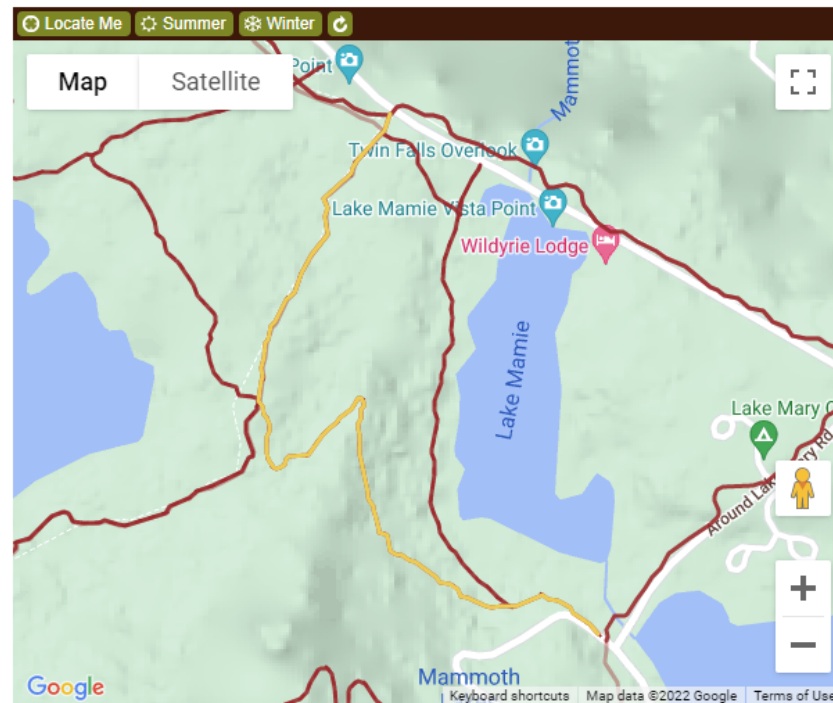 Locate Me
Summer
Winter
Map
Satellite
Point
Mammot
Twin Falls Overlook
Lake Mamie Vista Point
Wildyrie Lodge
Lake Mamie
Lake Mary C
Around Lake Mary Rd
Mammoth
Google
Keyboard shortcuts
Map data ©2022 Google
Terms of Use